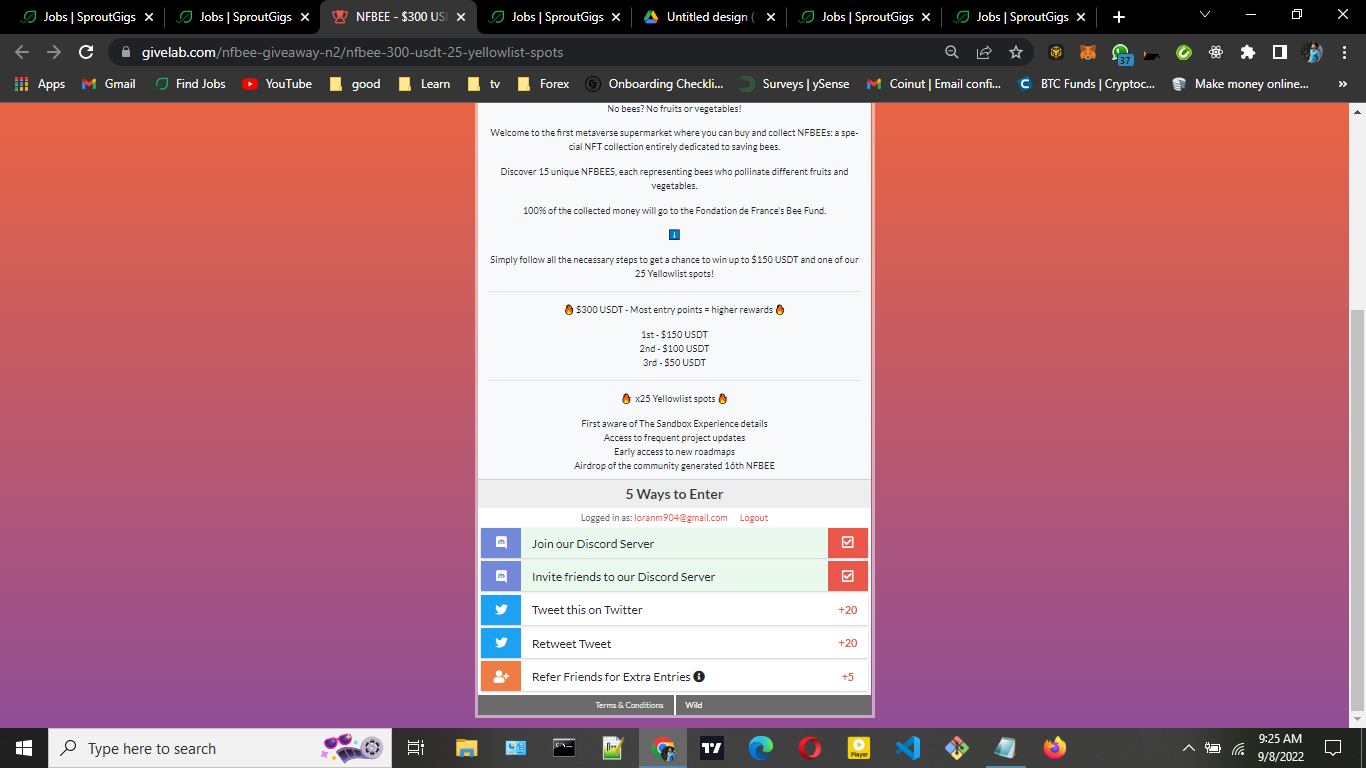 Jobs | SproutGigs
Jobs | SproutGigs
NFBEE - $300 US
Jobs | SproutGigs
Untitled design (
Jobs | SproutGigs
Jobs | SproutGigs
givelab.com/nfbee-giveaway-n2/nfbee-300-usdt-25-yellowlist-spots
37
Apps
Gmail
Find Jobs
YouTube
good
Learn
tv
Forex
Onboarding Checkli...
Surveys | ySense
Coinut | Email confi...
BTC Funds | Cryptoc...
Make money online...
»
No bees? No fruits or vegetables!
Welcome to the first metaverse supermarket where you can buy and collect NFBEEs: a spe-
cial NFT collection entirely dedicated to saving bees.
Discover 15 unique NFBEES, each representing bees who pollinate different fruits and
vegetables.
100% of the collected money will go to the Fondation de France's Bee Fund.
Simply follow all the necessary steps to get a chance to win up to $150 USDT and one of our
25 Yellowlist spots!
🔥 $300 USDT - Most entry points = higher rewards 🔥
1st - $150 USDT
2nd - $100 USDT
3rd - $50 USDT
🔥 x25 Yellowlist spots 🔥
First aware of The Sandbox Experience details
Access to frequent project updates
Early access to new roadmaps
Airdrop of the community generated 16th NFBEE
5 Ways to Enter
Logged in as: loranm904@gmail.com Logout
Join our Discord Server
Invite friends to our Discord Server
Tweet this on Twitter +20
Retweet Tweet +20
Refer Friends for Extra Entries +5
Terms & Conditions
Wild
Type here to search
Player
9:25 AM
9/8/2022